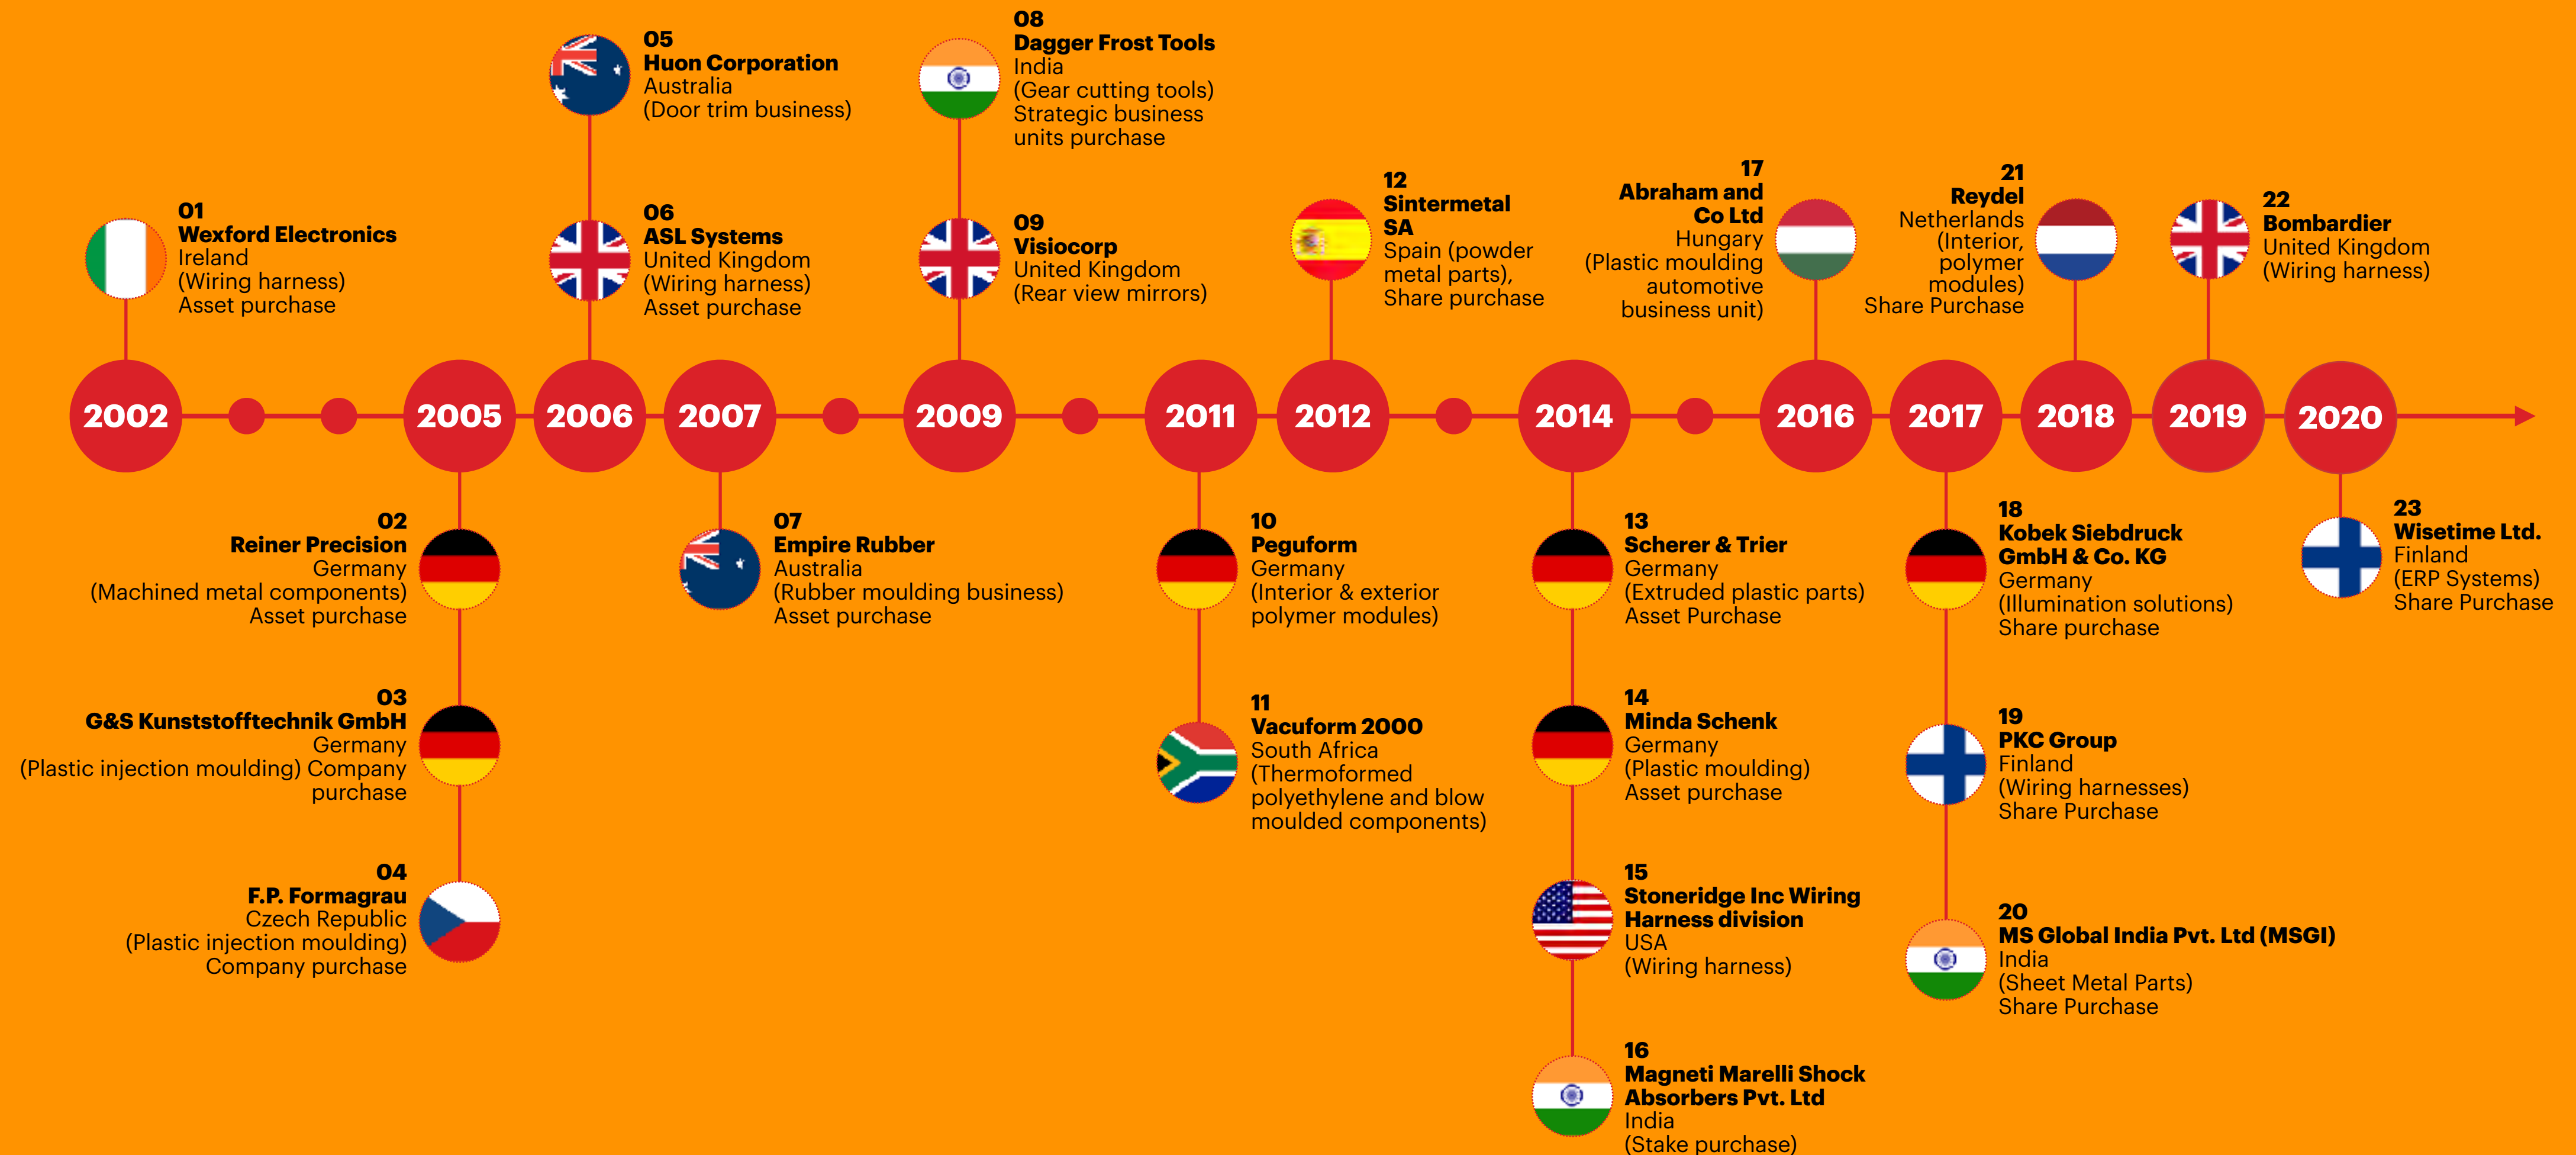 01
Wexford Electronics
Ireland
(Wiring harness)
Asset purchase
05
Huon Corporation
Australia
(Door trim business)
06
ASL Systems
United Kingdom
(Wiring harness)
Asset purchase
08
Dagger Frost Tools
India
(Gear cutting tools)
Strategic business
units purchase
09
Visiocorp
United Kingdom
(Rear view mirrors)
12
Sintermetal
SA
Spain (powder
metal parts),
Share purchase
17
Abraham and
Co Ltd
Hungary
(Plastic moulding
automotive
business unit)
21
Reydel
Netherlands
(Interior,
polymer
modules)
Share Purchase
22
Bombardier
United Kingdom
(Wiring harness)
2002
2005
2006
2007
2009
2011
2012
2014
2016
2017
2018
2019
2020
02
Reiner Precision
Germany
(Machined metal components)
Asset purchase
03
G&S Kunststofftechnik GmbH
Germany
(Plastic injection moulding) Company
purchase
04
F.P. Formagrau
Czech Republic
(Plastic injection moulding)
Company purchase
07
Empire Rubber
Australia
(Rubber moulding business)
Asset purchase
10
Peguform
Germany
(Interior & exterior
polymer modules)
11
Vacuform 2000
South Africa
(Thermoformed
polyethylene and blow
moulded components)
13
Scherer & Trier
Germany
(Extruded plastic parts)
Asset Purchase
14
Minda Schenk
Germany
(Plastic moulding)
Asset purchase
15
Stoneridge Inc Wiring
Harness division
USA
(Wiring harness)
16
Magneti Marelli Shock
Absorbers Pvt. Ltd
India
(Stake purchase)
18
Kobek Siebdruck
GmbH & Co. KG
Germany
(Illumination solutions)
Share purchase
19
PKC Group
Finland
(Wiring harnesses)
Share Purchase
20
MS Global India Pvt. Ltd (MSGI)
India
(Sheet Metal Parts)
Share Purchase
23
Wisetime Ltd.
Finland
(ERP Systems)
Share Purchase